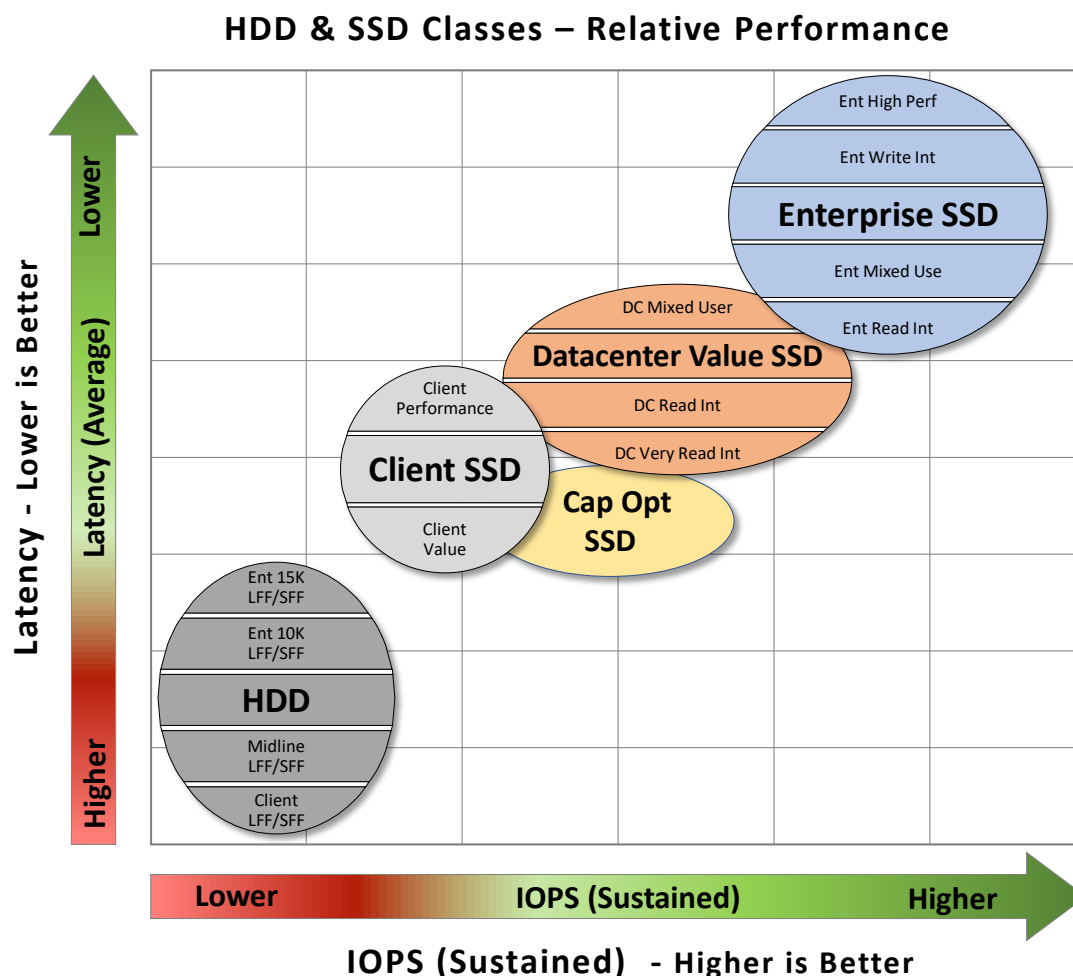 HDD & SSD Classes – Relative Performance
Latency - Lower is Better
Lower
Latency (Average)
Higher
Ent High Perf
Ent Write Int
Enterprise SSD
Ent Mixed Use
Ent Read Int
DC Mixed User
Datacenter Value SSD
DC Read Int
DC Very Read Int
Client
Performance
Client SSD
Client
Value
Cap Opt
SSD
Ent 15K
LFF/SFF
Ent 10K
LFF/SFF
HDD
Midline
LFF/SFF
Client
LFF/SFF
Lower
IOPS (Sustained)
Higher
IOPS (Sustained) - Higher is Better